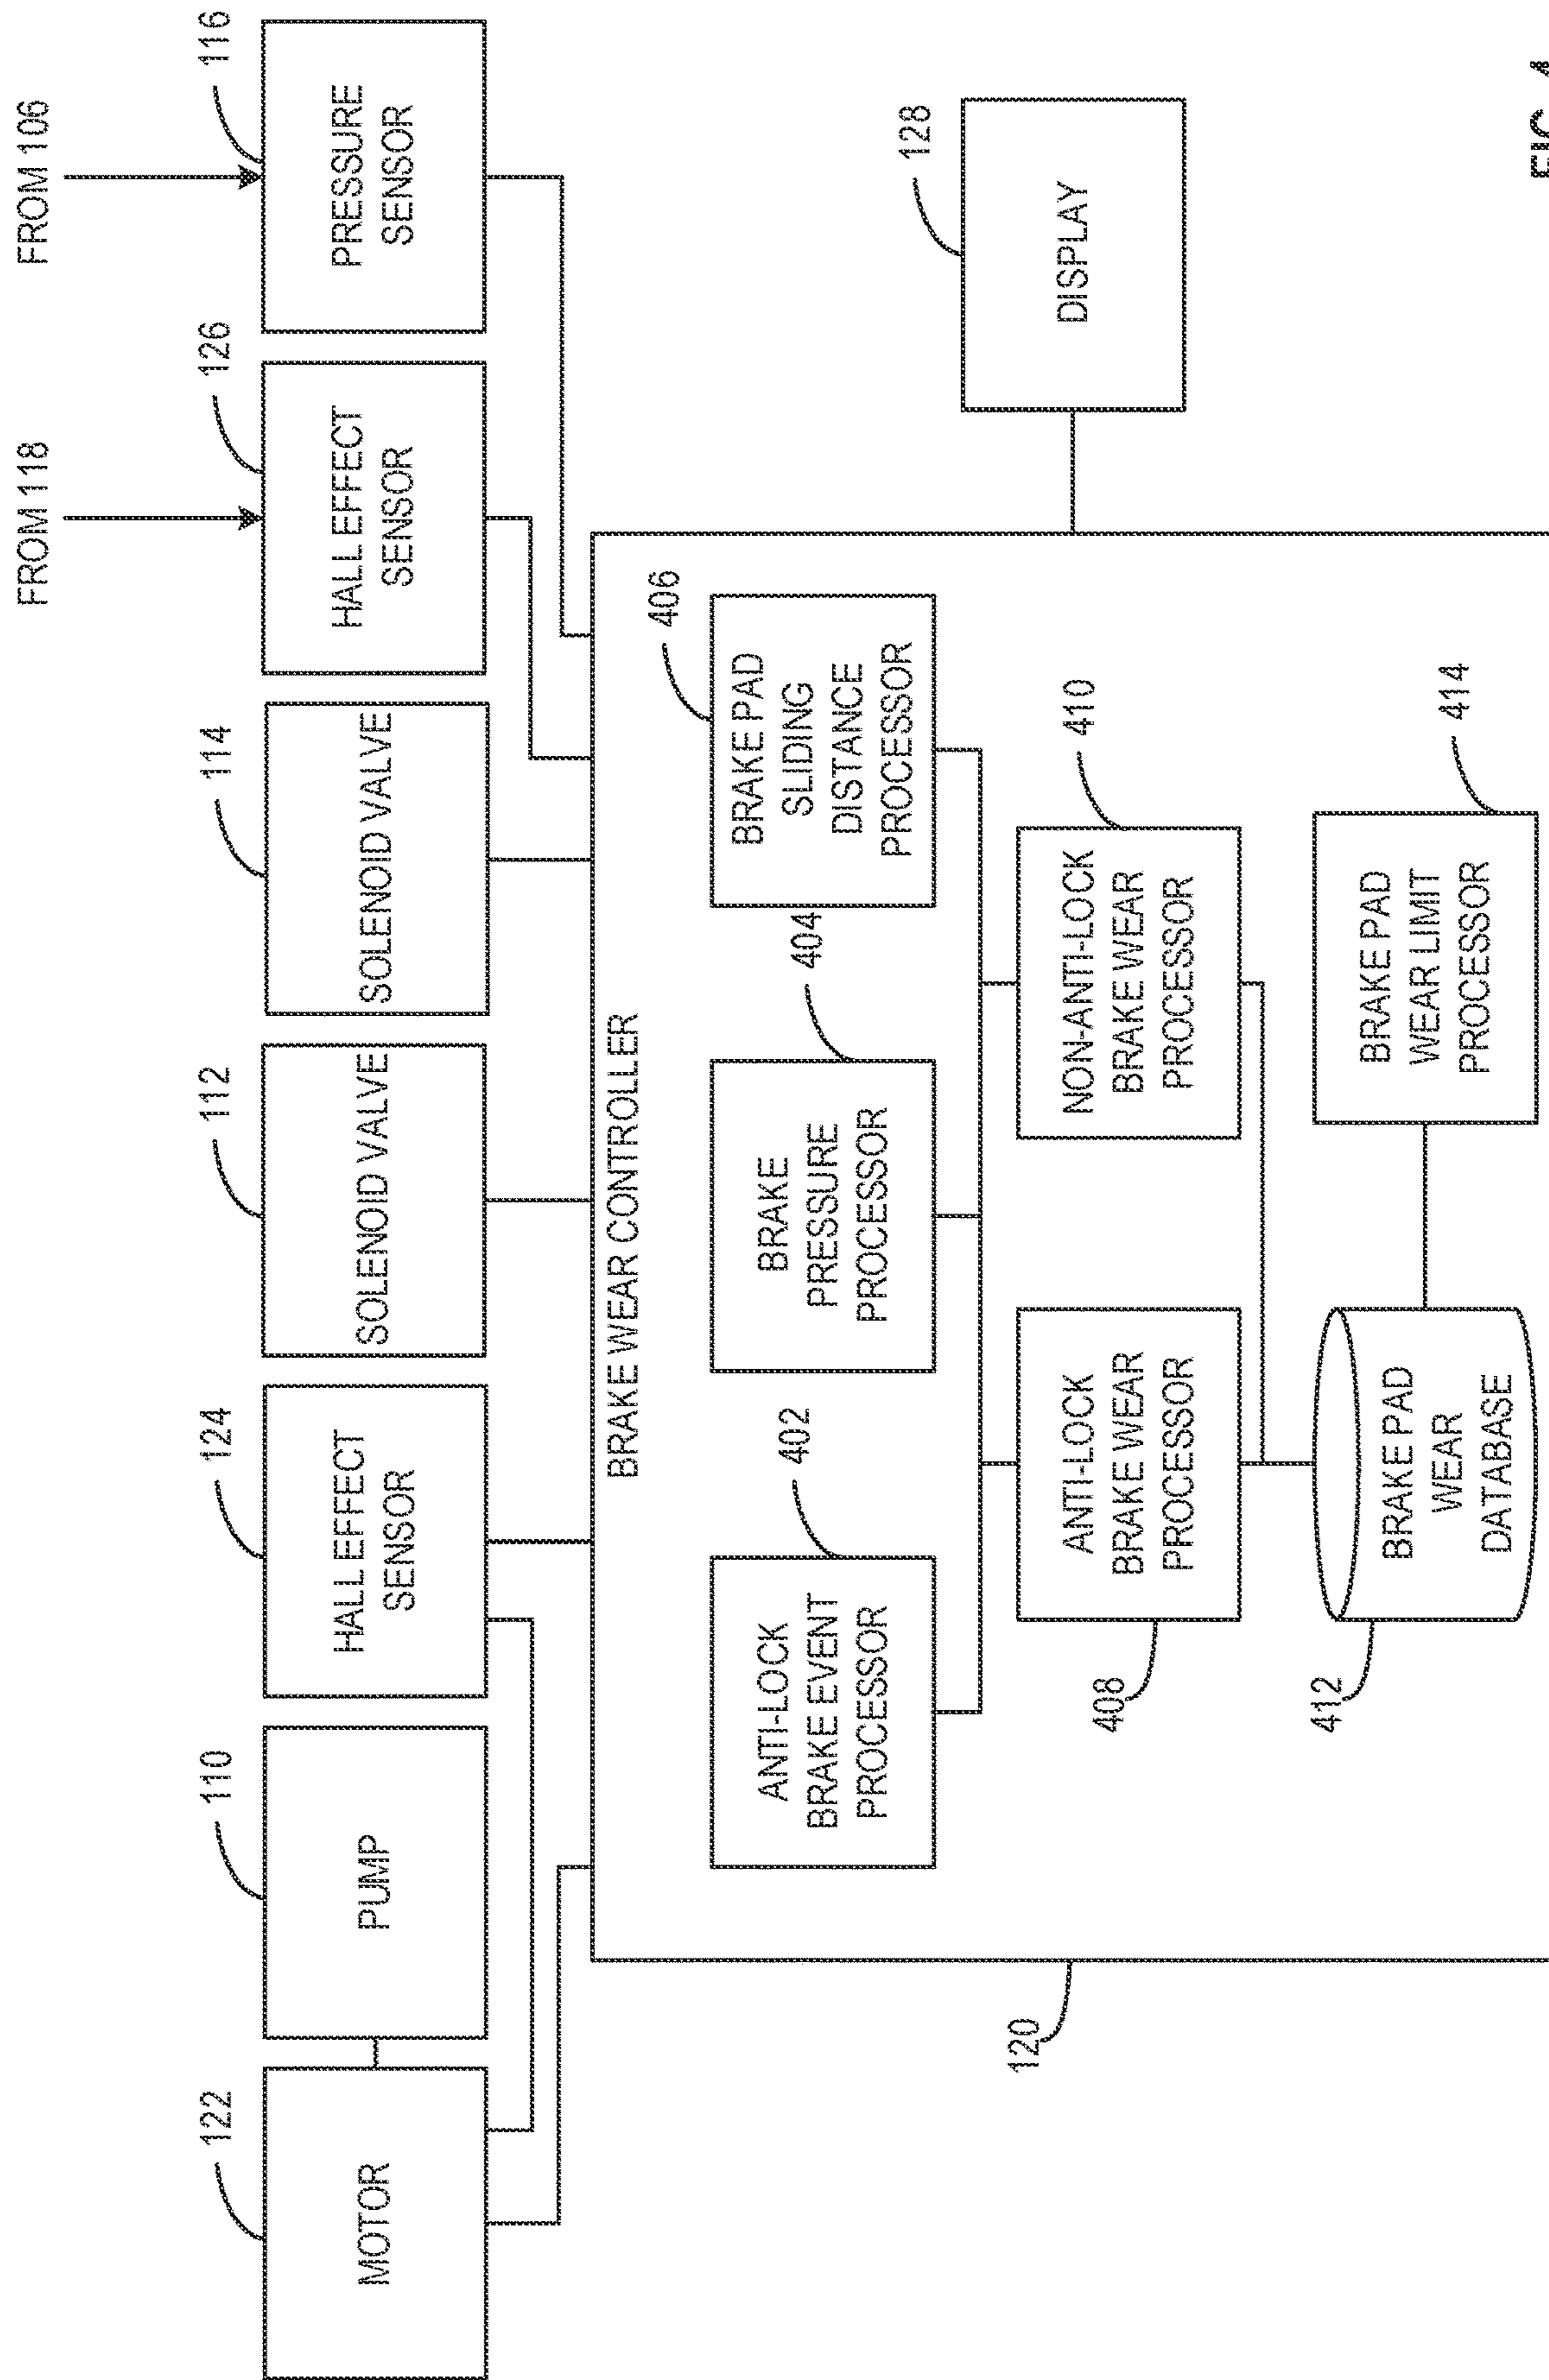 FROM 118
FROM 106
122
110
124
112
114
126
116
MOTOR
PUMP
HALL EFFECT
SENSOR
SOLENOID VALVE
SOLENOID VALVE
HALL EFFECT
SENSOR
PRESSURE
SENSOR
BRAKE WEAR CONTROLLER
120
402
404
406
ANTI-LOCK
BRAKE EVENT
PROCESSOR
BRAKE
PRESSURE
PROCESSOR
BRAKE PAD
SLIDING
DISTANCE
PROCESSOR
128
DISPLAY
408
ANTI-LOCK
BRAKE WEAR
PROCESSOR
410
NON-ANTI-LOCK
BRAKE WEAR
PROCESSOR
412
BRAKE PAD
WEAR
DATABASE
414
BRAKE PAD
WEAR LIMIT
PROCESSOR
FIG. 4